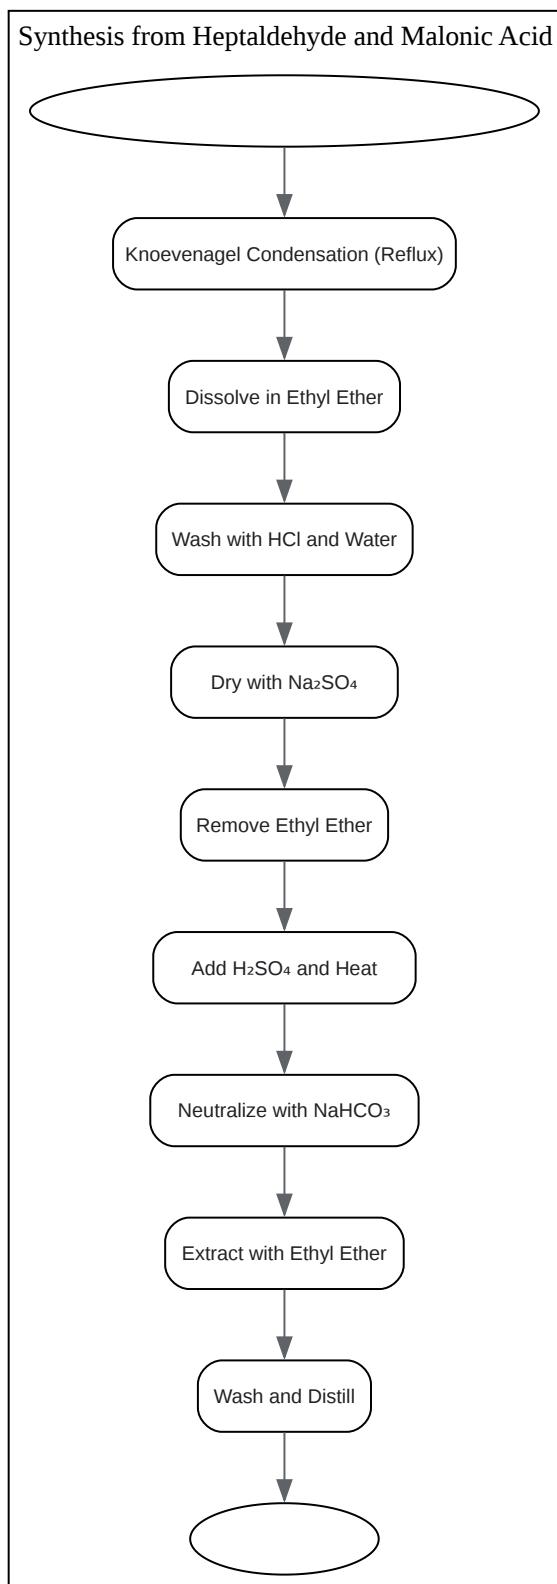 Synthesis from Heptaldehyde and Malonic Acid
Knoevenagel Condensation (Reflux)
Dissolve in Ethyl Ether
Wash with HCl and Water
Dry with Na₂SO₄
Remove Ethyl Ether
Add H₂SO₄ and Heat
Neutralize with NaHCO₃
Extract with Ethyl Ether
Wash and Distill